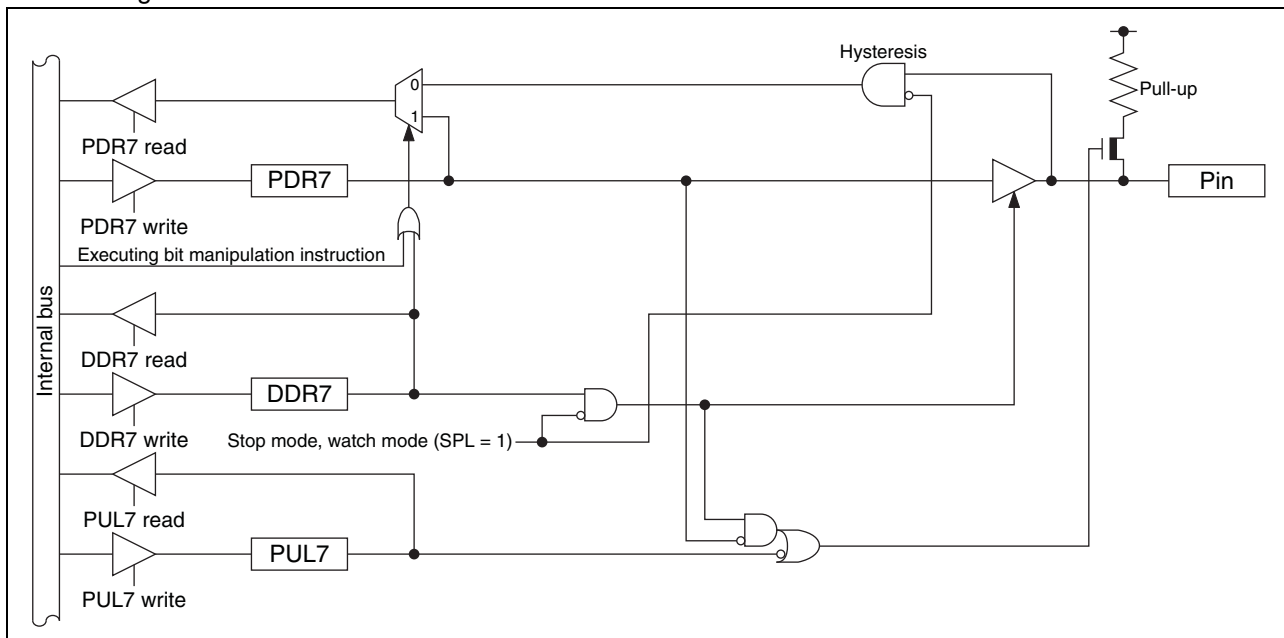 Hysteresis
0
Pull-up
1
PDR7 read
PDR7
Pin
PDR7 write
Executing bit manipulation instruction
Internal bus
DDR7 read
DDR7
DDR7 write
Stop mode, watch mode (SPL = 1)
PUL7 read
PUL7
PUL7 write